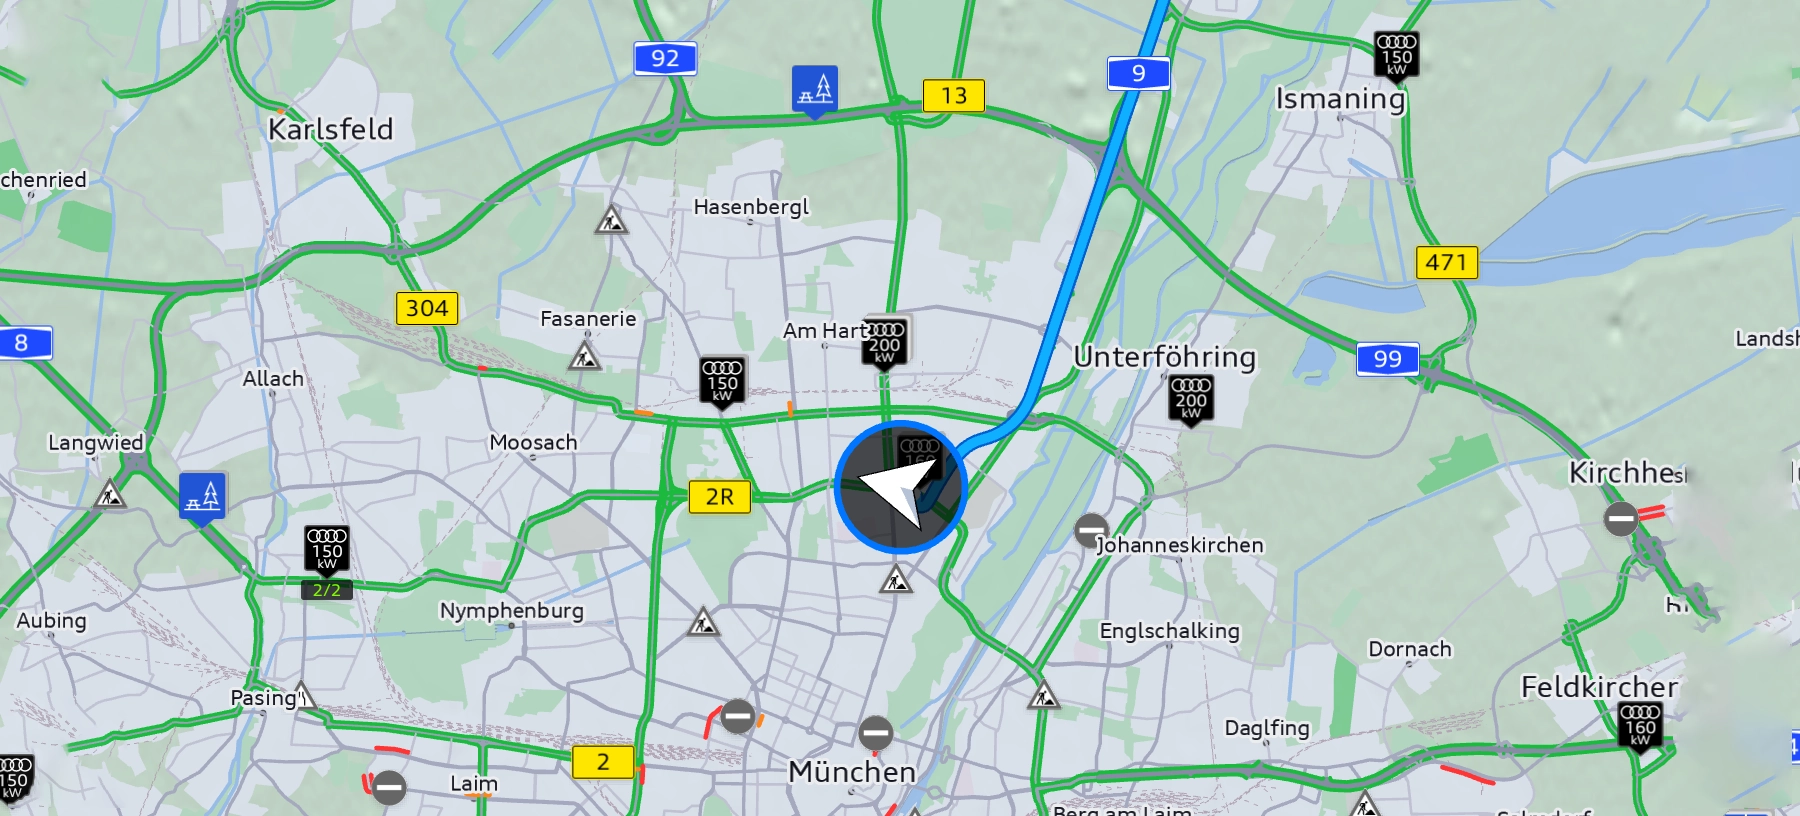 92
9
150
kW
13
Ismaning
Karlsfeld
chenried
Hasenbergl
471
304
Fasanerie
Am Hart
200
kW
8
Unterföhring
99
Landsh
Allach
150
kW
200
kW
Langwied
Moosach
160
Kirchhe
2R
150
kW
2/2
Johanneskirchen
Nymphenburg
Aubing
Englschalking
Dornach
Pasing
Feldkircher
160
kW
Daglfing
2
150
kW
Laim
München
4
Berg am Laim